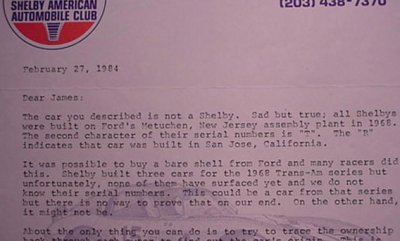 SHELBY AMERICAN
AUTOMOBILE CLUB
(203) 438-7370
February 27, 1984
Dear James:
The car you described is not a Shelby. Sad but true; all Shelbys
were built on Ford's Metuchen, New Jersey assembly plant in 1968.
The second character of their serial numbers is "T". The "R"
indicates that car was built in San Jose, California.
It was possible to buy a bare shell from Ford and many racers did
this. Shelby built three cars for the 1968 Trans-Am series but
unfortunately, none of them have surfaced yet and we do not
know their serial numbers. This could be a car from that series
but there is no way to prove that on our end. On the other hand,
it might not be.
About the only thing you can do is to try to trace the ownership